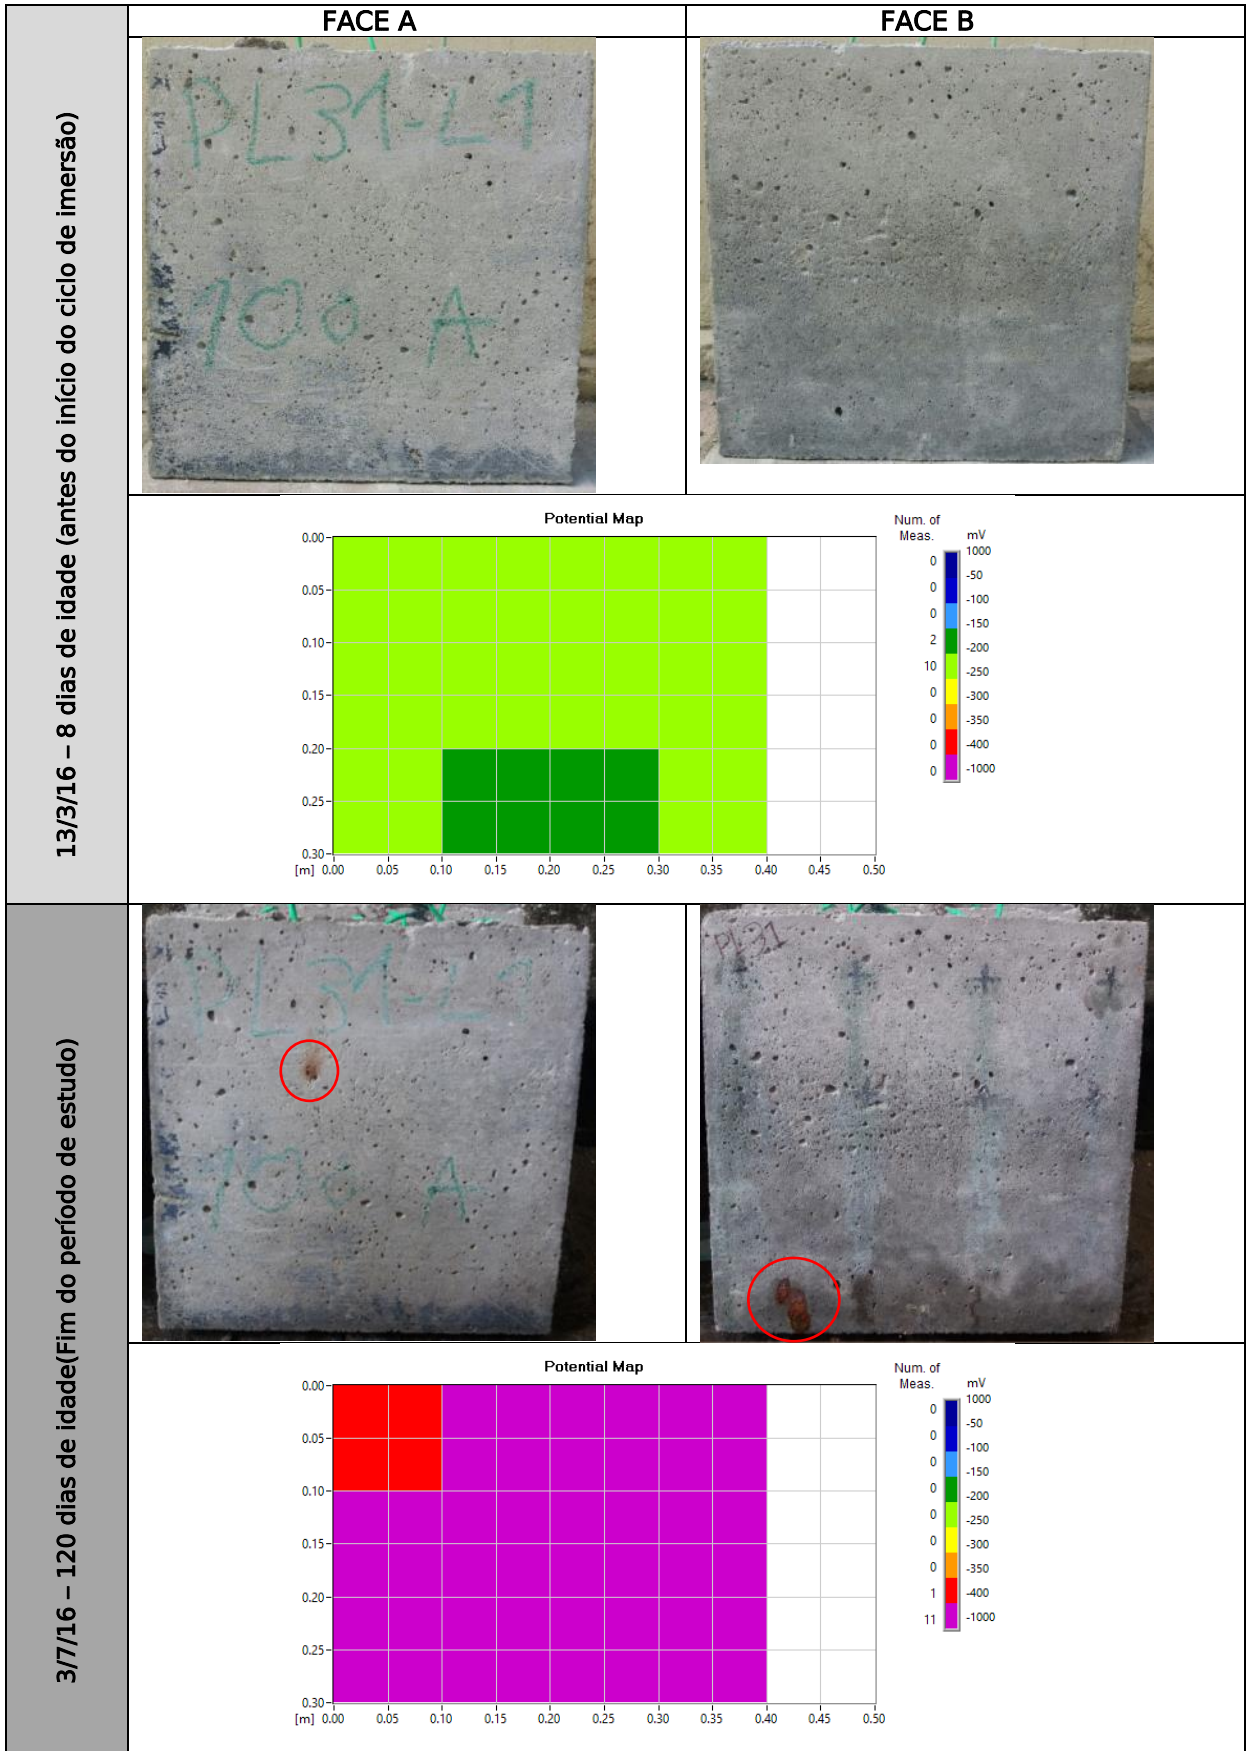 FACE A
FACE B
13/3/16 – 8 dias de idade (antes do início do ciclo de imersão)
PL31-L1
100 A
Potential Map
Num. of
Meas.
mV
0.00
0.05
0.10
0.15
0.20
0.25
0.30
[m] 0.00 0.05 0.10 0.15 0.20 0.25 0.30 0.35 0.40 0.45 0.50
0
0
0
2
10
0
0
0
0
1000
-50
-100
-150
-200
-250
-300
-350
-400
-1000
3/7/16 – 120 dias de idade(Fim do período de estudo)
PL31-L1
100 A
PL31
Potential Map
Num. of
Meas.
mV
0.00
0.05
0.10
0.15
0.20
0.25
0.30
[m] 0.00 0.05 0.10 0.15 0.20 0.25 0.30 0.35 0.40 0.45 0.50
0
0
0
0
0
0
0
1
11
1000
-50
-100
-150
-200
-250
-300
-350
-400
-1000